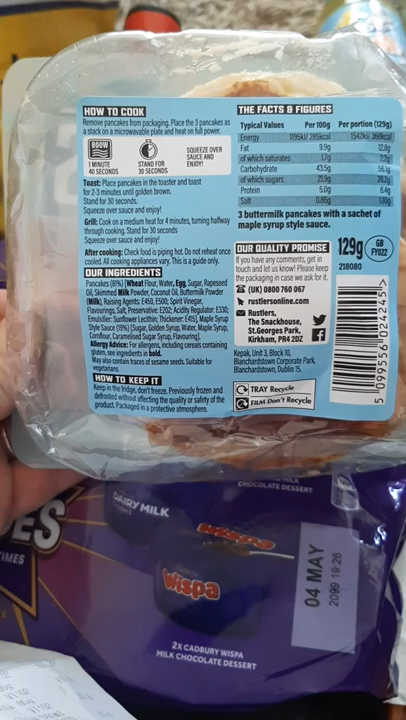 HOW TO COOK
Remove pancakes from packaging. Place the 3 pancakes as
a stack on a microwavable plate and heat on full power.
800W
1 MINUTE
40 SECONDS
STAND FOR
30 SECONDS
SQUEEZE OVER
SAUCE AND
ENJOY!
Toast: Place pancakes in the toaster and toast
for 2-3 minutes until golden brown.
Stand for 30 seconds.
Squeeze over sauce and enjoy!
Grill: Cook on a medium heat for 4 minutes, turning halfway
through cooking. Stand for 30 seconds
Squeeze over sauce and enjoy!
After cooking: Check food is piping hot. Do not reheat once
cooled. All cooking appliances vary. This is a guide only.
OUR INGREDIENTS
Pancakes (81%) [Wheat Flour, Water, Egg, Sugar, Rapeseed
Oil, Skimmed Milk Powder, Coconut Oil, Buttermilk Powder
(Milk), Raising Agents: E450, E500; Spirit Vinegar,
Flavourings, Salt, Preservative: E202; Acidity Regulator: E330;
Emulsifier: Sunflower Lecithin; Thickener: E415], Maple Syrup
Style Sauce (19%) [Sugar, Golden Syrup, Water, Maple Syrup,
Cornflour, Caramelised Sugar Syrup, Flavouring].
Allergy Advice: For allergens, including cereals containing
gluten, see ingredients in bold.
May also contain traces of sesame seeds. Suitable for
vegetarians.
HOW TO KEEP IT
Keep in the fridge, don't freeze. Previously frozen and
defrosted without affecting the quality or safety of the
product. Packaged in a protective atmosphere.
THE FACTS & FIGURES
Typical Values Per 100g Per portion (129g)
Energy 1195kJ/ 285kcal 1542kJ/ 368kcal
Fat 9.9g 12.8g
of which saturates 1.7g 2.2g
Carbohydrate 43.5g 56.1g
of which sugars 21.9g 28.2g
Protein 5.0g 6.4g
Salt 0.86g 1.10g
3 buttermilk pancakes with a sachet of
maple syrup style sauce.
OUR QUALITY PROMISE
If you have any comments, get in
touch and let us know! Please keep
the packaging in case we ask for it.
(UK) 0800 760 067
rustlersonline.com
Rustlers,
The Snackhouse,
St.Georges Park,
Kirkham, PR4 2DZ
Kepak, Unit 3, Block 10,
Blanchardstown Corporate Park,
Blanchardstown, Dublin 15.
TRAY Recycle
FILM Don't Recycle
129g
GB
FY022
218080
5 099556 024245 >
ES
TIMES
DAIRY MILK
MILK
CHOCOLATE DESSERT
wispa
Wispa
2X CADBURY WISPA
MILK CHOCOLATE DESSERT
04 MAY
2099 19:26